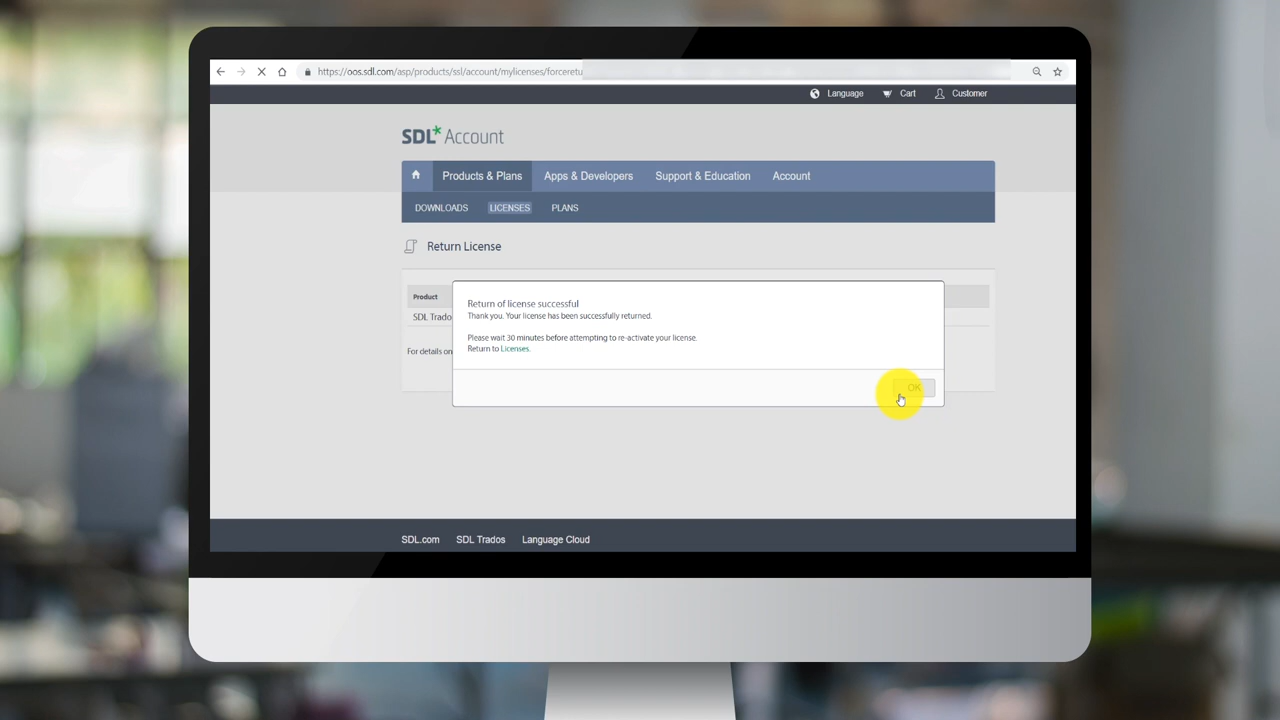 https://oos.sdl.com/asp/products/ssl/account/mylicenses/forceretu
Language Cart Customer
SDL* Account
Products & Plans Apps & Developers Support & Education Account
DOWNLOADS LICENSES PLANS
Return License
Product
SDL Trado
Return of license successful
Thank you. Your license has been successfully returned.
Please wait 30 minutes before attempting to re-activate your license.
Return to Licenses.
For details on
OK
SDL.com SDL Trados Language Cloud